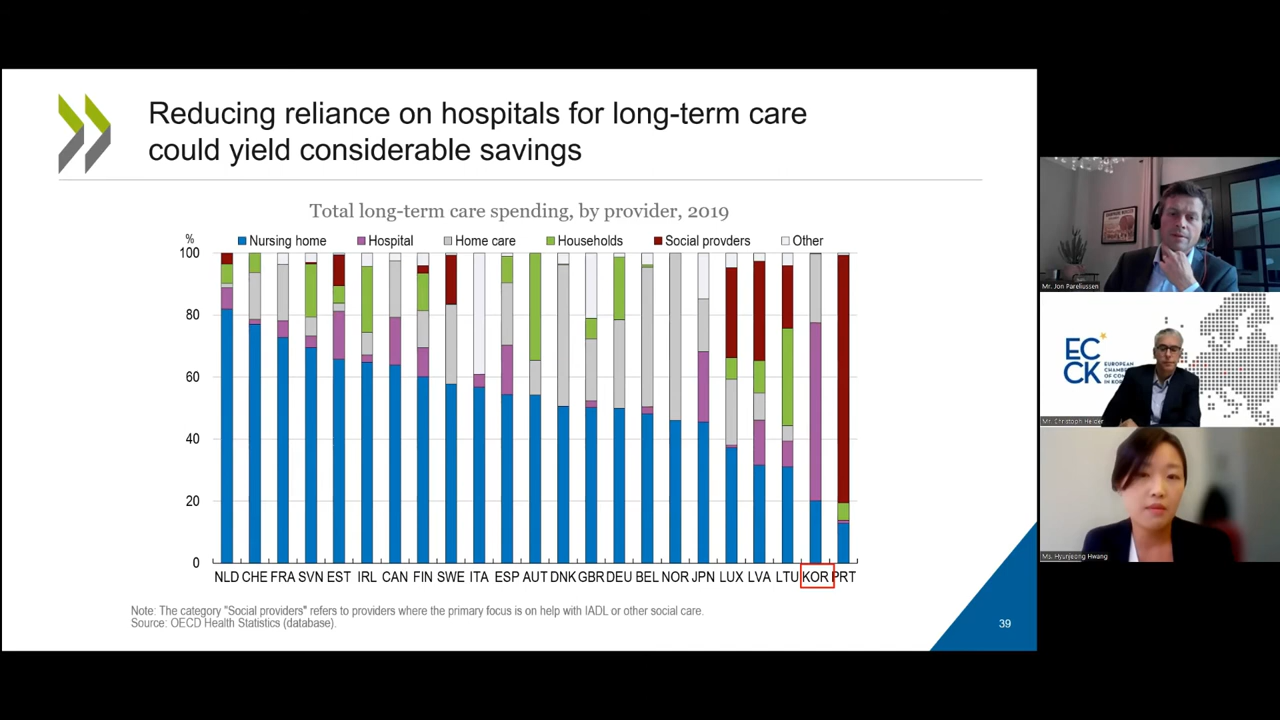 Reducing reliance on hospitals for long-term care
could yield considerable savings
Total long-term care spending, by provider, 2019
%
Nursing home Hospital Home care Households Social provders Other
100
80
60
40
20
0
NLD CHE FRA SVN EST IRL CAN FIN SWE ITA ESP AUT DNK GBR DEU BEL NOR JPN LUX LVA LTU KOR PRT
Note: The category "Social providers" refers to providers where the primary focus is on help with IADL or other social care.
Source: OECD Health Statistics (database).
39
Mr. Jon Pareliussen
EC
CK
EUROPEAN
CHAMBE
OF CO
IN KOR
Mr. Christoph Heider
Ms. Hyunjeong Hwang